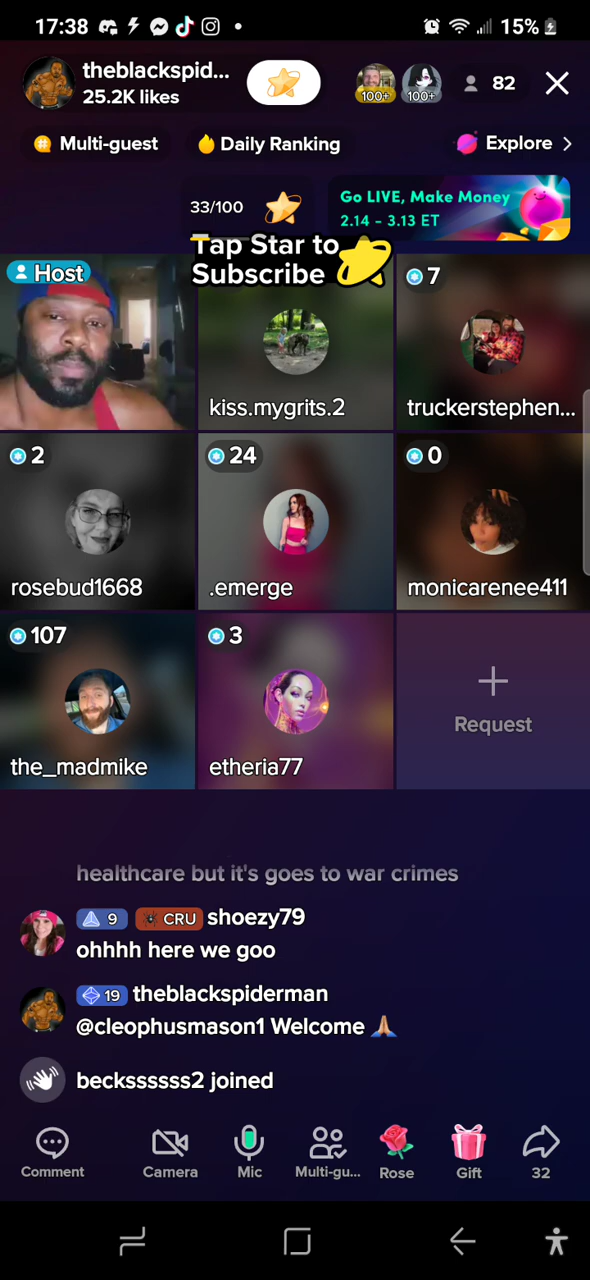 17:38
15%
theblackspid...
25.2K likes
100+
100+
82
Multi-guest
Daily Ranking
Explore >
33/100
Go LIVE, Make Money
2.14 - 3.13 ET
Tap Star to
Subscribe
Host
7
kiss.mygrits.2
truckerstephen...
2
24
0
rosebud1668
.emerge
monicarenee411
107
3
the_madmike
etheria77
Request
healthcare but it's goes to war crimes
9 CRU shoezy79
ohhhh here we goo
19 theblackspiderman
@cleophusmason1 Welcome 🙏🏽
beckssssss2 joined
Comment
Camera
Mic
Multi-gu...
Rose
Gift
32